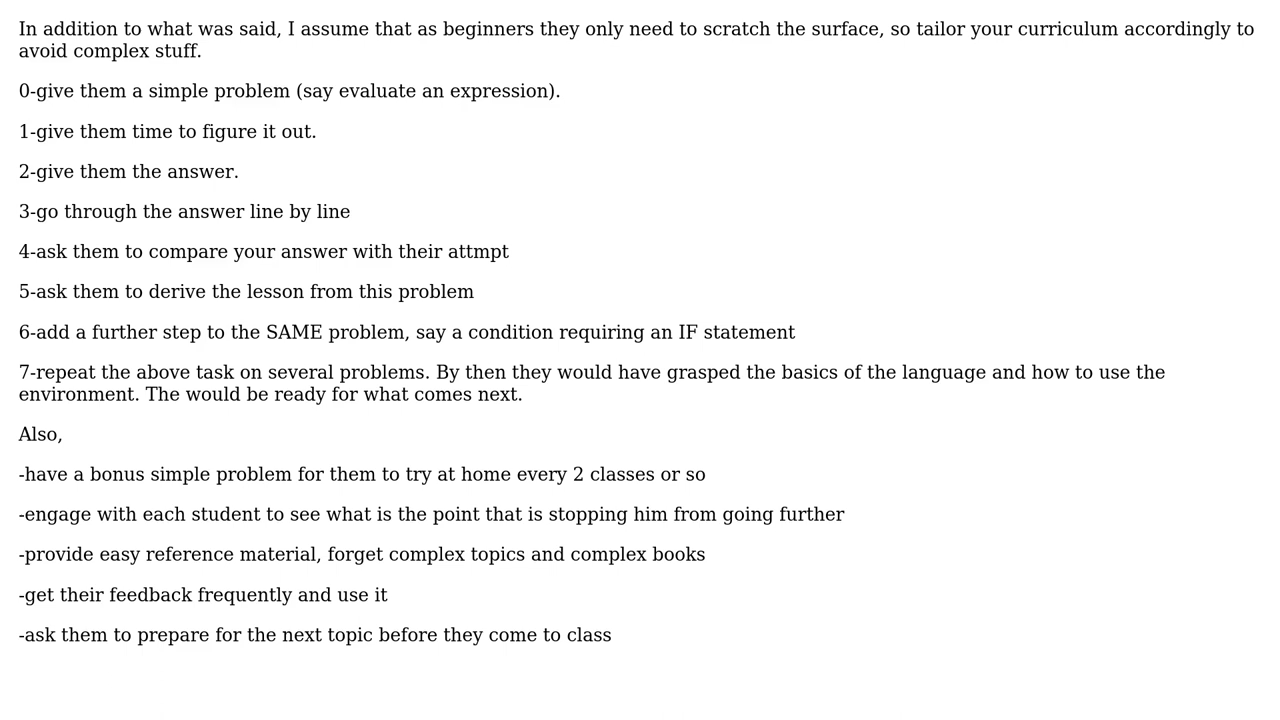 In addition to what was said, I assume that as beginners they only need to scratch the surface, so tailor your curriculum accordingly to
avoid complex stuff.
0-give them a simple problem (say evaluate an expression).
1-give them time to figure it out.
2-give them the answer.
3-go through the answer line by line
4-ask them to compare your answer with their attmpt
5-ask them to derive the lesson from this problem
6-add a further step to the SAME problem, say a condition requiring an IF statement
7-repeat the above task on several problems. By then they would have grasped the basics of the language and how to use the
environment. The would be ready for what comes next.
Also,
-have a bonus simple problem for them to try at home every 2 classes or so
-engage with each student to see what is the point that is stopping him from going further
-provide easy reference material, forget complex topics and complex books
-get their feedback frequently and use it
-ask them to prepare for the next topic before they come to class